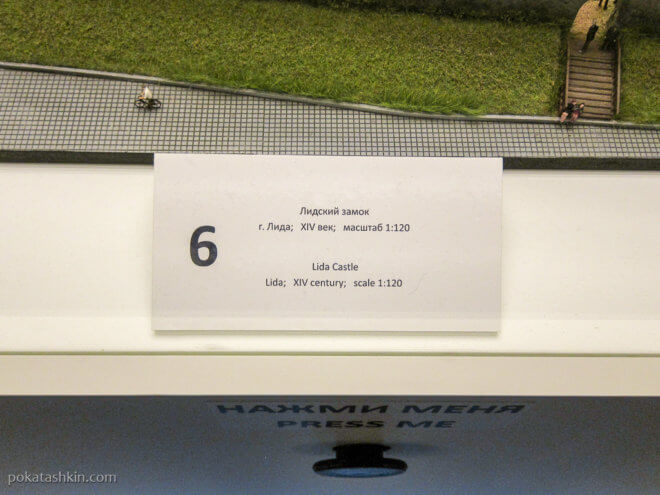 6
Лидский замок
г. Лида; XIV век; масштаб 1:120
Lida Castle
Lida; XIV century; scale 1:120
НАЖМИ МЕНЯ
PRESS ME
pokatashkin.com